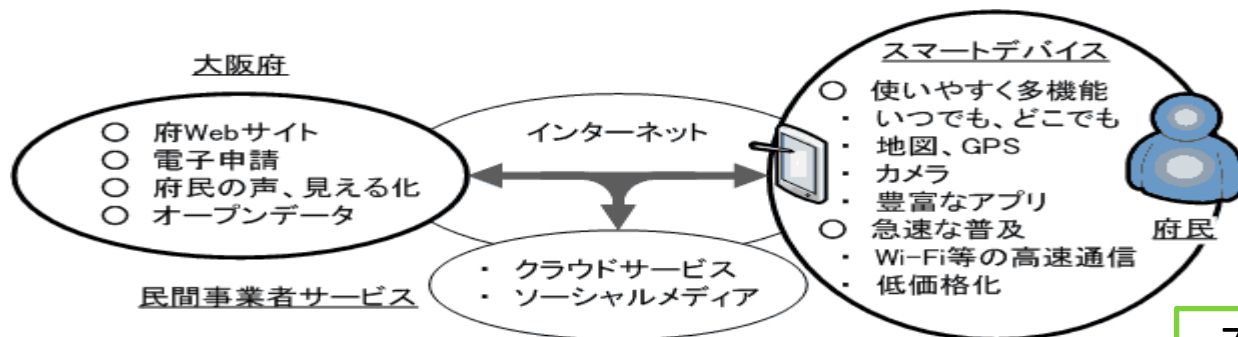 大阪府
○ 府Webサイト
○ 電子申請
○ 府民の声、見える化
○ オープンデータ
インターネット
・ クラウドサービス
・ ソーシャルメディア
民間事業者サービス
スマートデバイス
○ 使いやすく多機能
・ いつでも、どこでも
・ 地図、GPS
・ カメラ
・ 豊富なアプリ
○ 急速な普及
・ Wi-Fi等の高速通信
・ 低価格化
府民